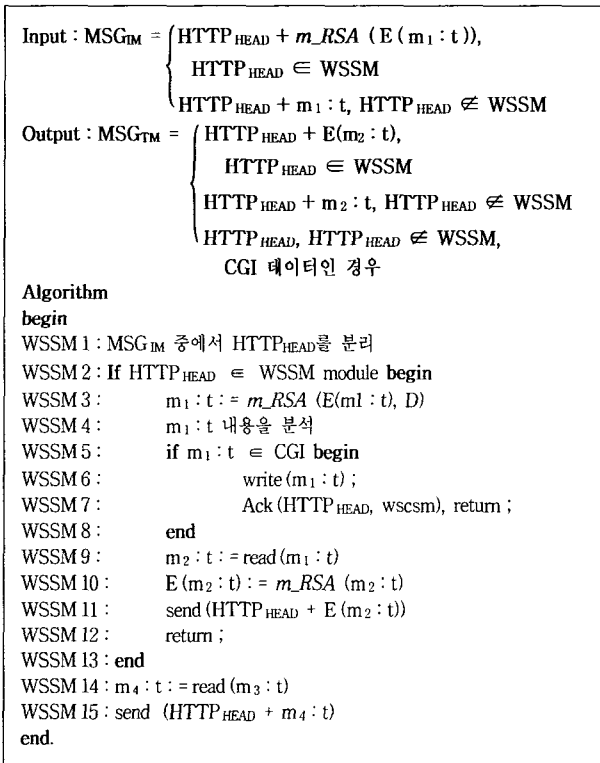 Input : MSG_IM = { HTTP_HEAD + m_RSA ( E ( m₁ : t ) ),
HTTP_HEAD ∈ WSSM
HTTP_HEAD + m₁ : t, HTTP_HEAD ∉ WSSM
Output : MSG_TM = { HTTP_HEAD + E(m₂ : t),
HTTP_HEAD ∈ WSSM
HTTP_HEAD + m₂ : t, HTTP_HEAD ∉ WSSM
HTTP_HEAD, HTTP_HEAD ∉ WSSM,
CGI 데이터인 경우
Algorithm
begin
WSSM 1 : MSG_IM 중에서 HTTP_HEAD를 분리
WSSM 2 : If HTTP_HEAD ∈ WSSM module begin
WSSM 3 : m₁ : t : = m_RSA (E(m1 : t), D)
WSSM 4 : m₁ : t 내용을 분석
WSSM 5 : if m₁ : t ∈ CGI begin
WSSM 6 : write (m₁ : t) ;
WSSM 7 : Ack (HTTP_HEAD, wscsm), return ;
WSSM 8 : end
WSSM 9 : m₂ : t : = read (m₁ : t)
WSSM 10 : E (m₂ : t) : = m_RSA (m₂ : t)
WSSM 11 : send (HTTP_HEAD + E (m₂ : t))
WSSM 12 : return ;
WSSM 13 : end
WSSM 14 : m₄ : t : = read (m₃ : t)
WSSM 15 : send (HTTP_HEAD + m₄ : t)
end.